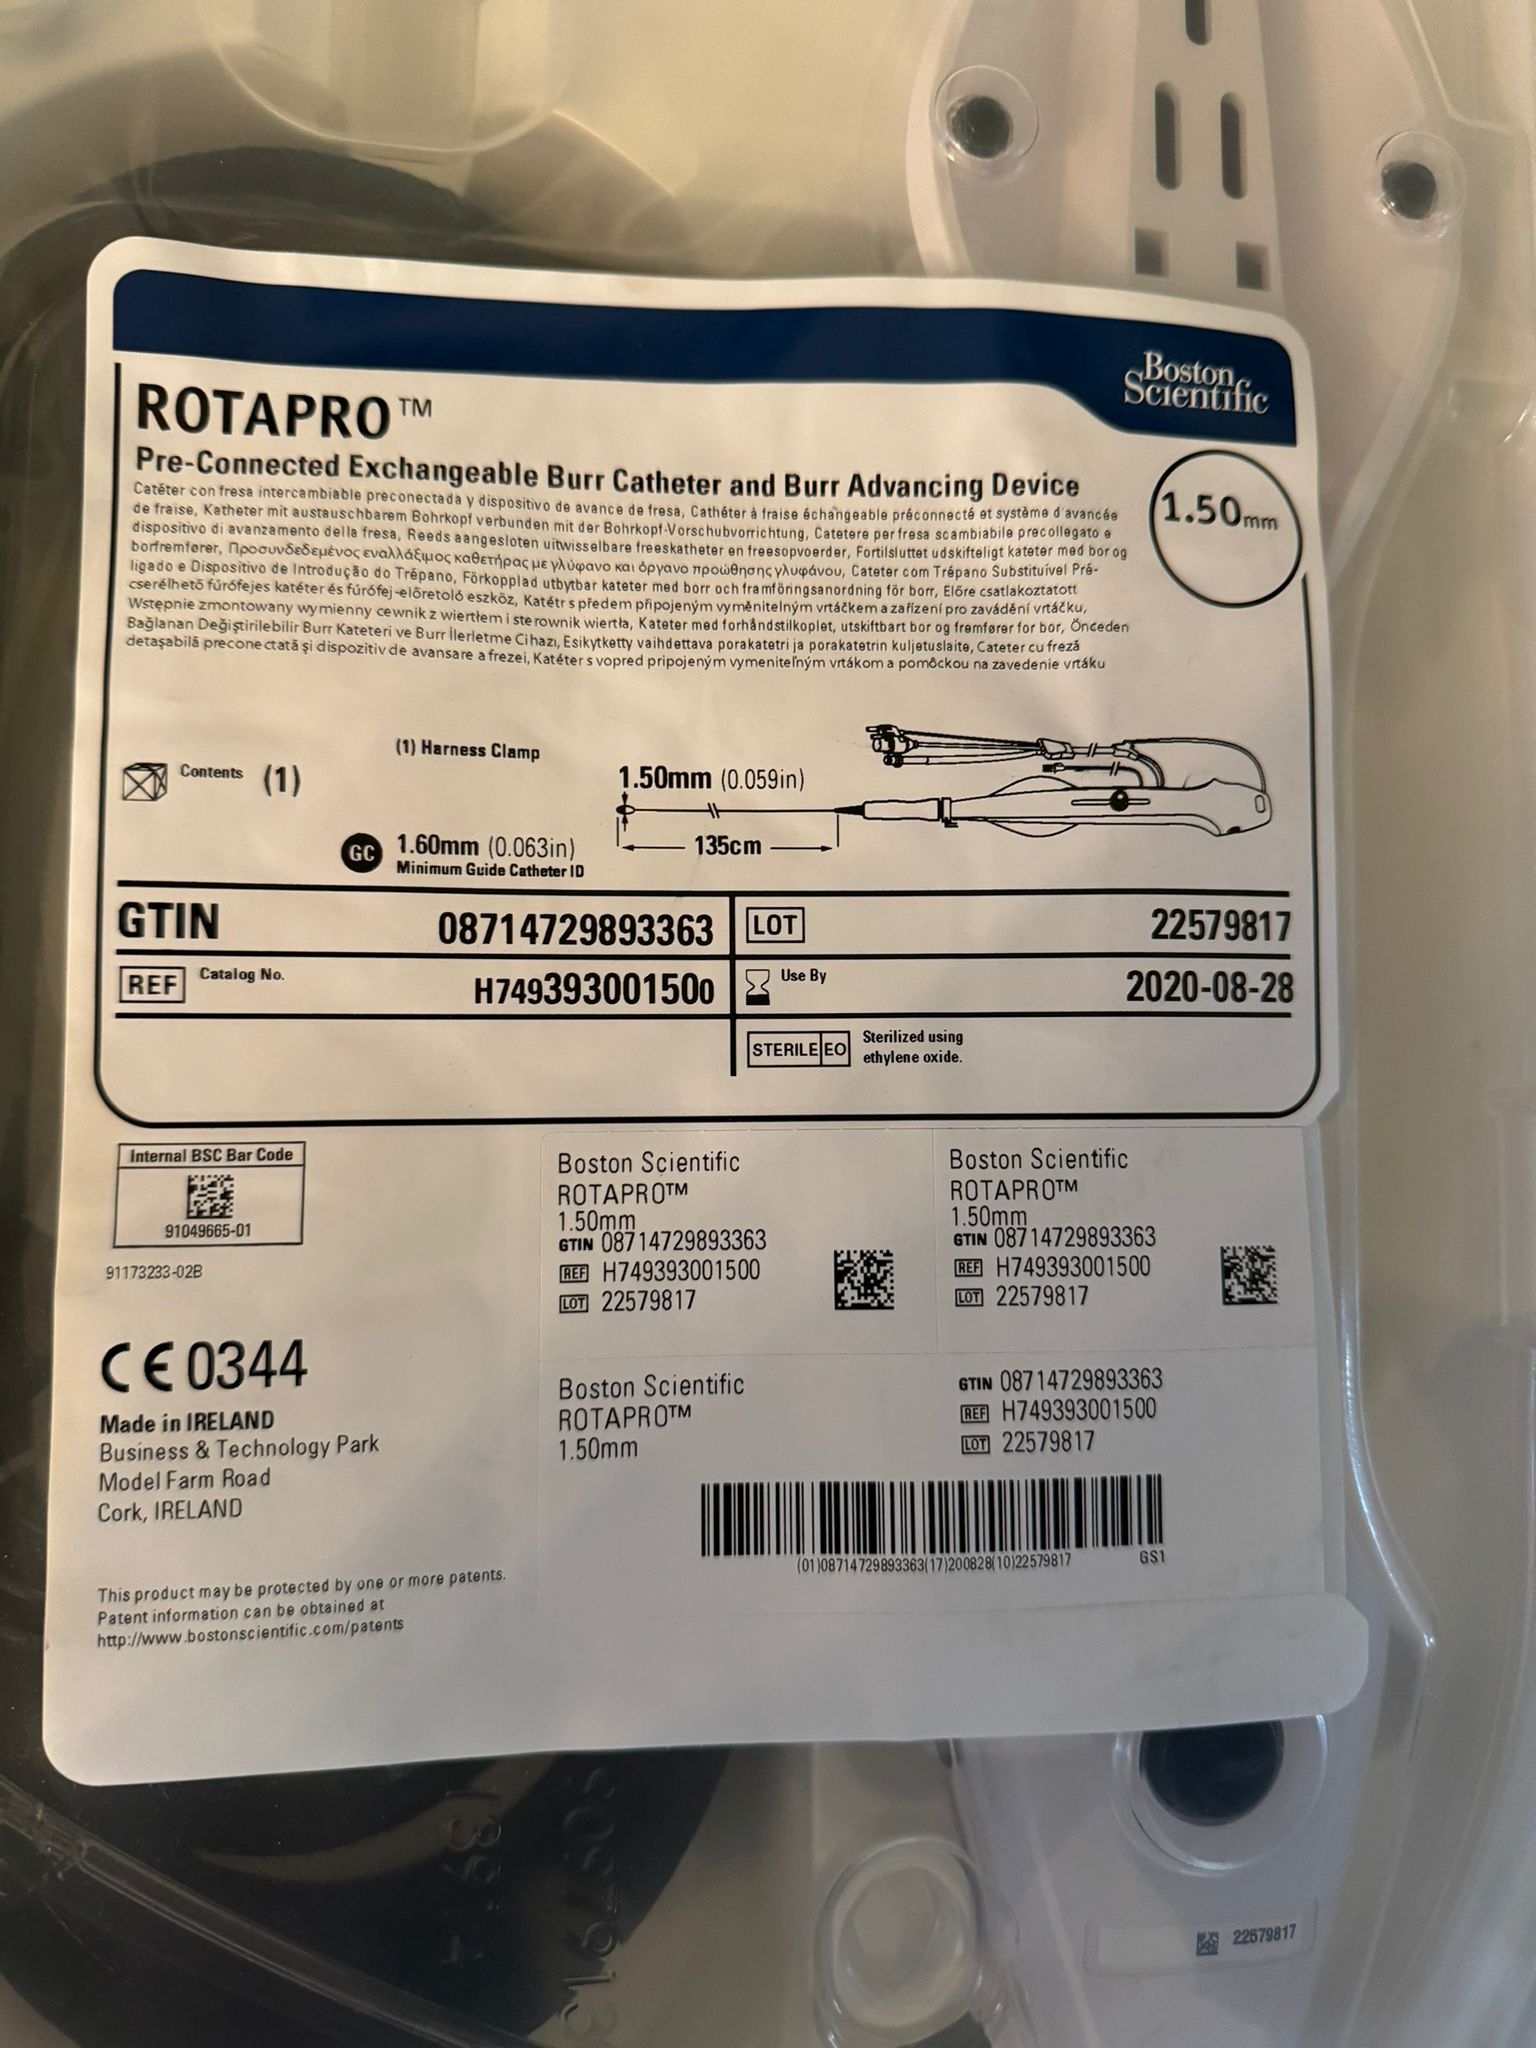 Boston
Scientific
ROTAPRO™
Pre-Connected Exchangeable Burr Catheter and Burr Advancing Device
1.50mm
Catéter con fresa intercambiable preconectada y dispositivo de avance de fresa, Cathéter à fraise échangeable préconnecté et système d'avancée
de fraise, Katheter mit austauschbarem Bohrkopf verbunden mit der Bohrkopf-Vorschubvorrichtung, Catetere per fresa scambiabile precollegato e
dispositivo di avanzamento della fresa, Reeds aangesloten uitwisselbare freeskatheter en freesopvoerder, Fortilsluttet udskifteligt kateter med bor og
borfremfører, Προσυνδεδεμένος εναλλάξιμος καθετήρας με γλύφανο και όργανο προώθησης γλυφάνου, Cateter com Trépano Substituível Pré-
ligado e Dispositivo de Introdução do Trépano, Förkopplad utbytbar kateter med borr och framföringsanordning för borr, Előre csatlakoztatott
cserélhető fúrófejes katéter és fúrófej-előretoló eszköz, Katétr s předem připojeným vyměnitelným vrtáčkem a zařízení pro zavádění vrtáčku,
Wstępnie zmontowany wymienny cewnik z wiertłem i sterownik wiertła, Kateter med forhåndstilkoplet, utskiftbart bor og fremfører for bor, Önceden
Bağlanan Değiştirilebilir Burr Kateteri ve Burr İlerletme Cihazı, Esikytketty vaihdettava porakatetri ja porakatetrin kuljetuslaite, Cateter cu freză
detașabilă preconectată și dispozitiv de avansare a frezei, Katéter s vopred pripojeným vymeniteľným vrtákom a pomôckou na zavedenie vrtáku
(1) Harness Clamp
Contents (1)
1.50mm (0.059in)
135cm
GC 1.60mm (0.063in)
Minimum Guide Catheter ID
GTIN 08714729893363
LOT 22579817
REF Catalog No. H749393001500
Use By 2020-08-28
STERILE EO Sterilized using
ethylene oxide.
Internal BSC Bar Code
91049665-01
91173233-02B
CE 0344
Made in IRELAND
Business & Technology Park
Model Farm Road
Cork, IRELAND
This product may be protected by one or more patents.
Patent information can be obtained at
http://www.bostonscientific.com/patents
Boston Scientific
ROTAPRO™
1.50mm
GTIN 08714729893363
REF H749393001500
LOT 22579817
Boston Scientific
ROTAPRO™
1.50mm
GTIN 08714729893363
REF H749393001500
LOT 22579817
Boston Scientific
ROTAPRO™
1.50mm
GTIN 08714729893363
REF H749393001500
LOT 22579817
(01)08714729893363(17)200828(10)22579817
GS1
22579817